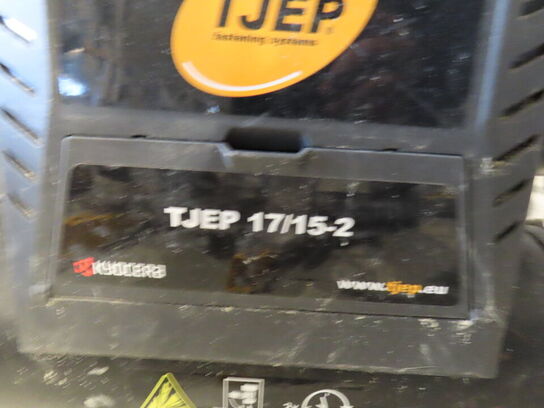 TJEP
fastening systems
TJEP 17/15-2
KYOCERA
www.tjep.eu